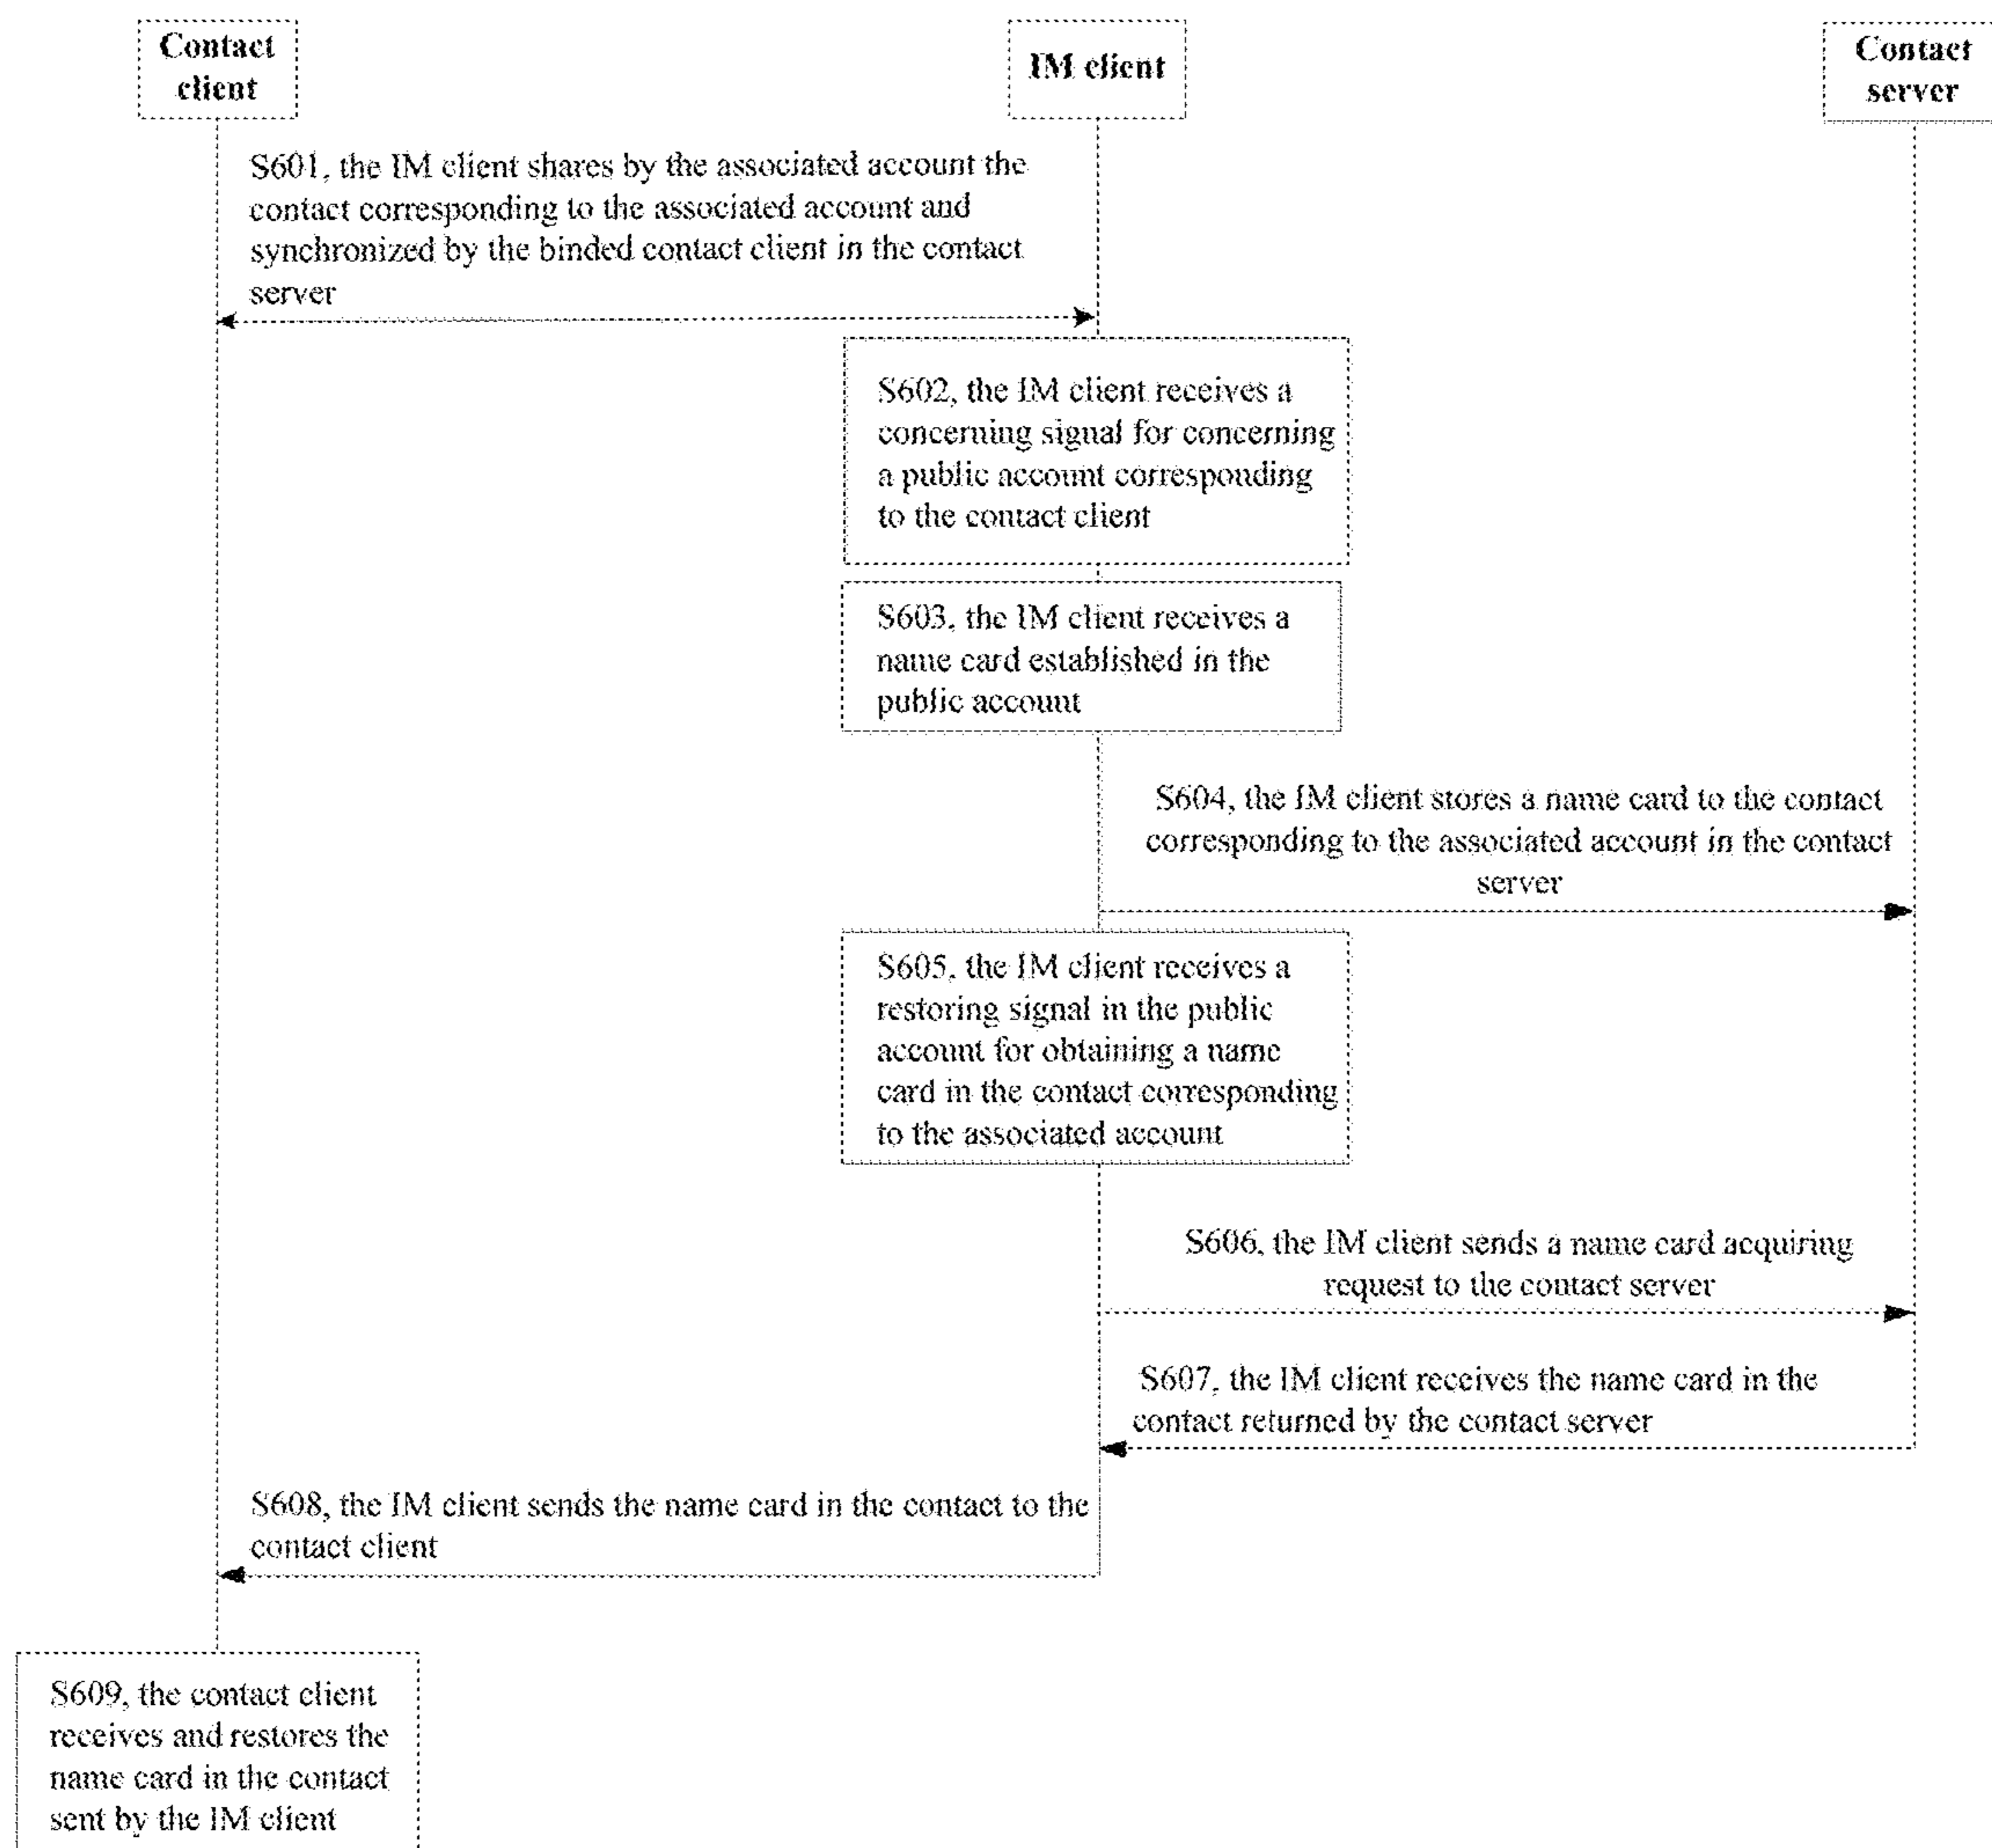 Contact
client
IM client
Contact
server
S601, the IM client shares by the associated account the
contact corresponding to the associated account and
synchronized by the binded contact client in the contact
server
S602, the IM client receives a
concerning signal for concerning
a public account corresponding
to the contact client
S603, the IM client receives a
name card established in the
public account
S604, the IM client stores a name card to the contact
corresponding to the associated account in the contact
server
S605, the IM client receives a
restoring signal in the public
account for obtaining a name
card in the contact corresponding
to the associated account
S606, the IM client sends a name card acquiring
request to the contact server
S607, the IM client receives the name card in the
contact returned by the contact server
S608, the IM client sends the name card in the contact to the
contact client
S609, the contact client
receives and restores the
name card in the contact
sent by the IM client